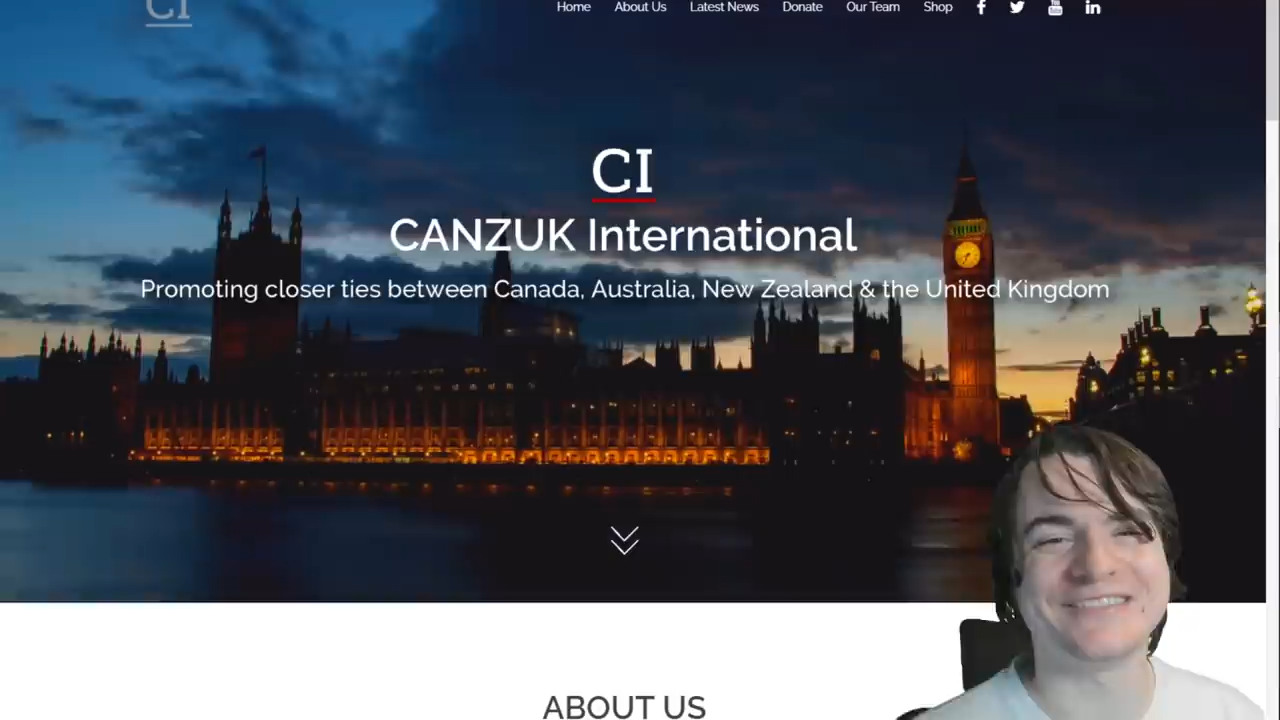 CI
Home About Us Latest News Donate Our Team Shop
CI
CANZUK International
Promoting closer ties between Canada, Australia, New Zealand & the United Kingdom
ABOUT US